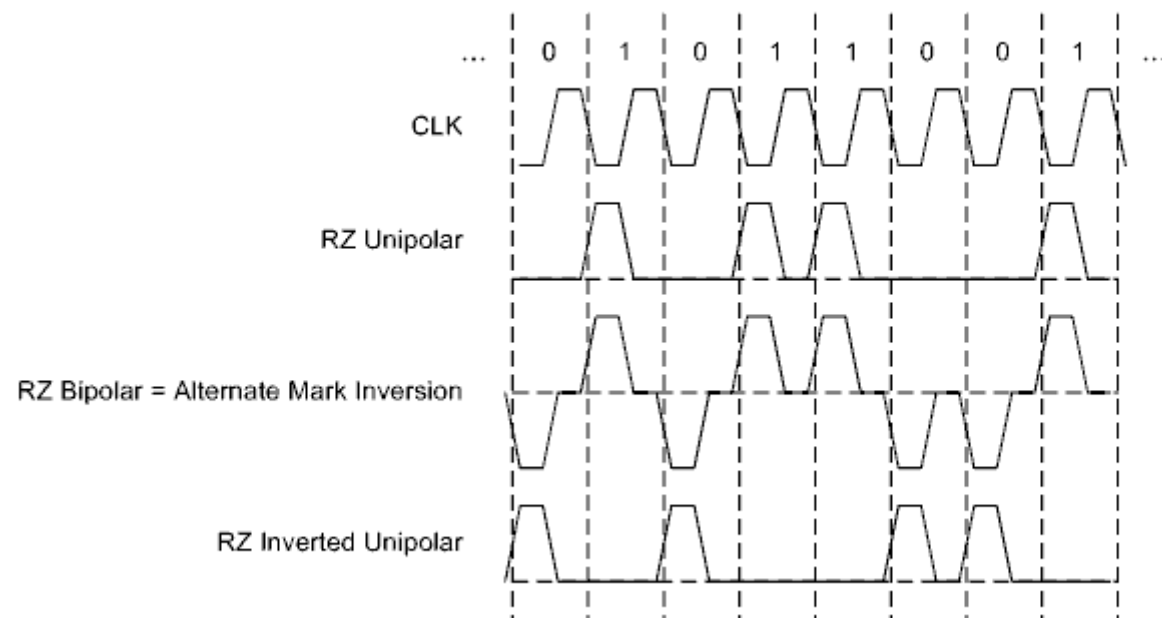 ... 0 1 0 1 1 0 0 1 ...
CLK
RZ Unipolar
RZ Bipolar = Alternate Mark Inversion
RZ Inverted Unipolar